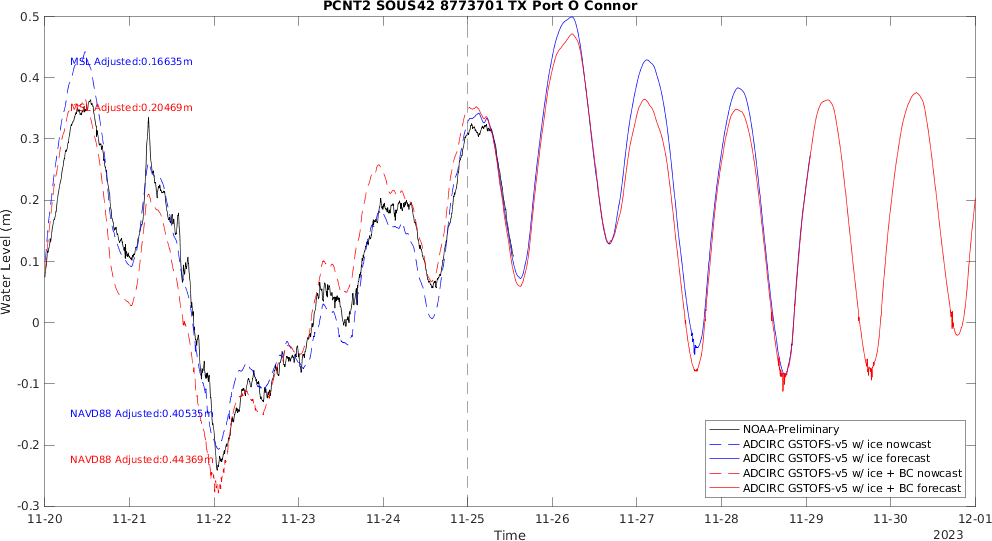 PCNT2 SOUS42 8773701 TX Port O Connor
0.5
0.4
0.3
0.2
0.1
0
-0.1
-0.2
-0.3
Water Level (m)
MSL Adjusted:0.16635m
MSL Adjusted:0.20469m
NAVD88 Adjusted:0.40535m
NAVD88 Adjusted:0.44369m
NOAA-Preliminary
ADCIRC GSTOFS-v5 w/ ice nowcast
ADCIRC GSTOFS-v5 w/ ice forecast
ADCIRC GSTOFS-v5 w/ ice + BC nowcast
ADCIRC GSTOFS-v5 w/ ice + BC forecast
11-20 11-21 11-22 11-23 11-24 11-25 11-26 11-27 11-28 11-29 11-30 12-01
Time
2023